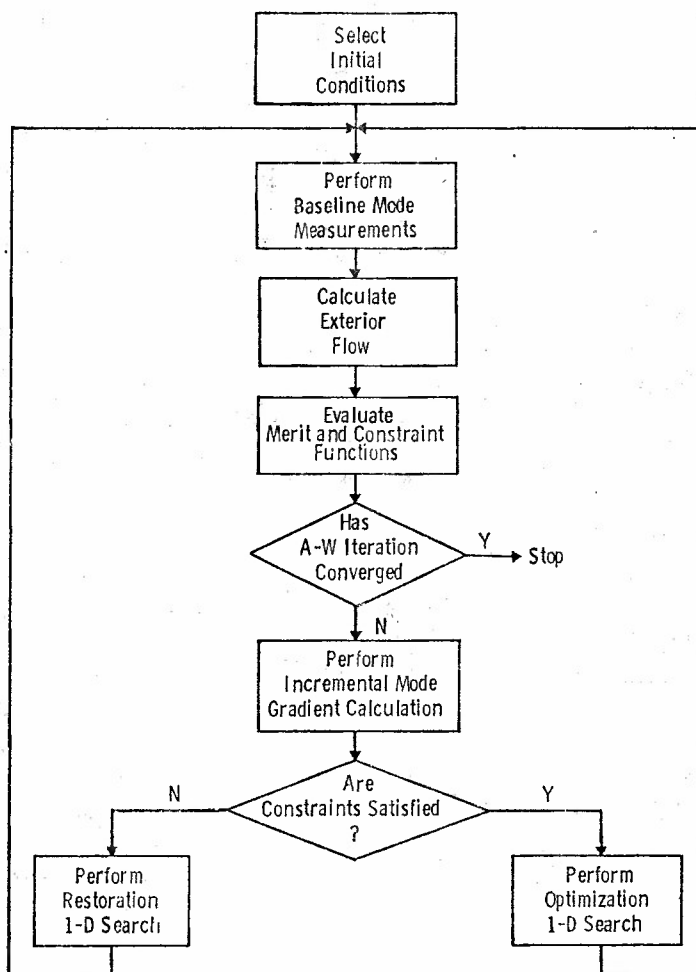 Select
Initial
Conditions
Perform
Baseline Mode
Measurements
Calculate
Exterior
Flow
Evaluate
Merit and Constraint
Functions
Has
A-W Iteration
Converged
Y
Stop
N
Perform
Incremental Mode
Gradient Calculation
Are
Constraints Satisfied
?
N
Y
Perform
Restoration
1-D Search
Perform
Optimization
1-D Search